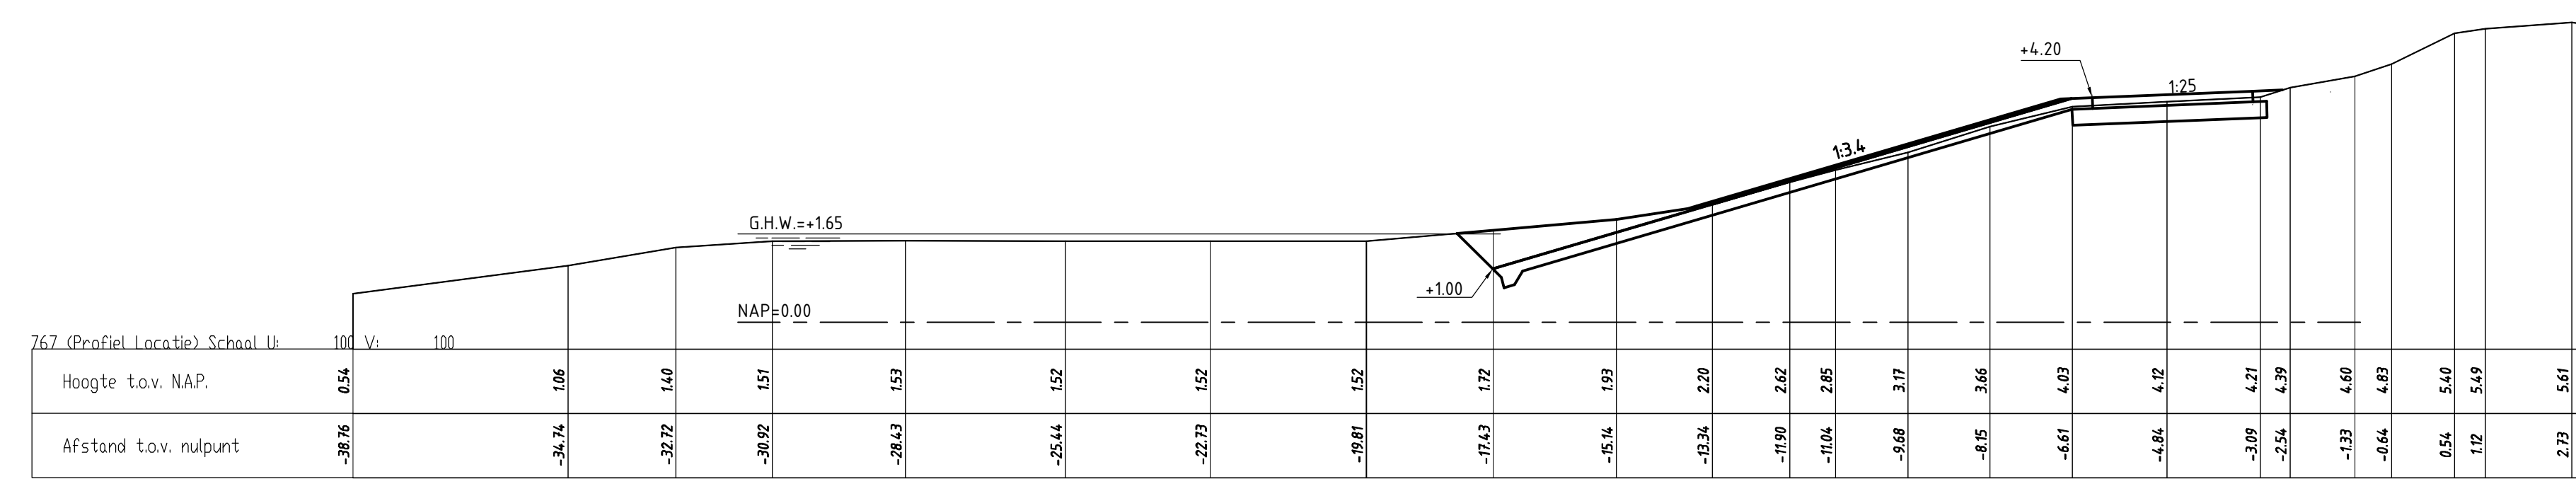 +4.20
1:25
1:3.4
G.H.W.=+1.65
+1.00
NAP=0.00
767 (Profiel Locatie) Schaal U: 100 V: 100
Hoogte t.o.v. N.A.P. 0.54 1.06 1.40 1.51 1.53 1.52 1.52 1.52 1.72 1.93 2.20 2.62 2.85 3.17 3.66 4.03 4.12 4.21 4.39 4.60 4.83 5.40 5.49 5.61
Afstand t.o.v. nulpunt -38.76 -34.74 -32.72 -30.92 -28.43 -25.44 -22.73 -19.81 -17.43 -15.14 -13.34 -11.90 -11.04 -9.68 -8.15 -6.61 -4.84 -3.09 -2.54 -1.33 -0.64 0.54 1.12 2.73